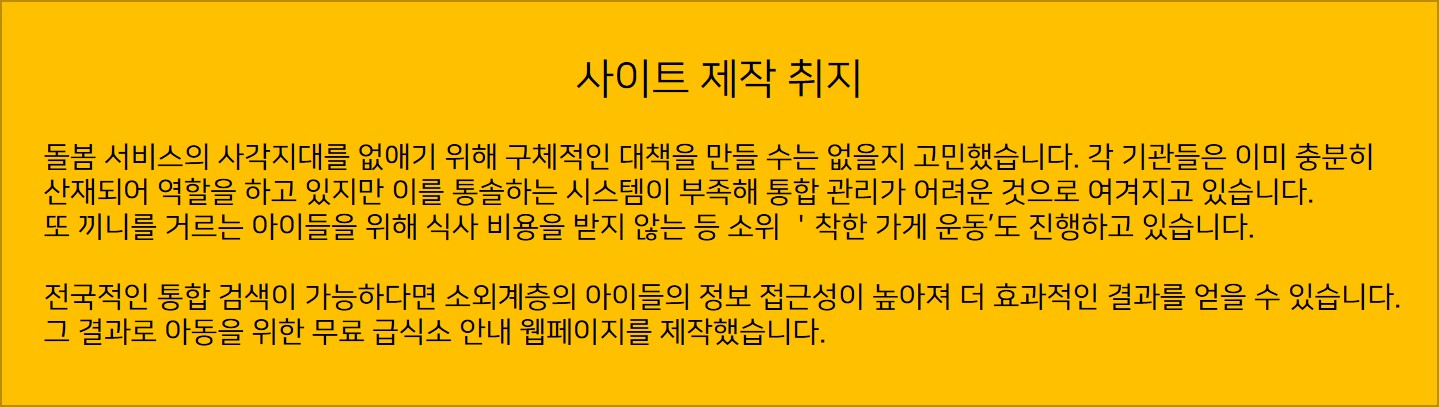 사이트 제작 취지
돌봄 서비스의 사각지대를 없애기 위해 구체적인 대책을 만들 수는 없을지 고민했습니다. 각 기관들은 이미 충분히
산재되어 역할을 하고 있지만 이를 통솔하는 시스템이 부족해 통합 관리가 어려운 것으로 여겨지고 있습니다.
또 끼니를 거르는 아이들을 위해 식사 비용을 받지 않는 등 소위 ' 착한 가게 운동’도 진행하고 있습니다.
전국적인 통합 검색이 가능하다면 소외계층의 아이들의 정보 접근성이 높아져 더 효과적인 결과를 얻을 수 있습니다.
그 결과로 아동을 위한 무료 급식소 안내 웹페이지를 제작했습니다.